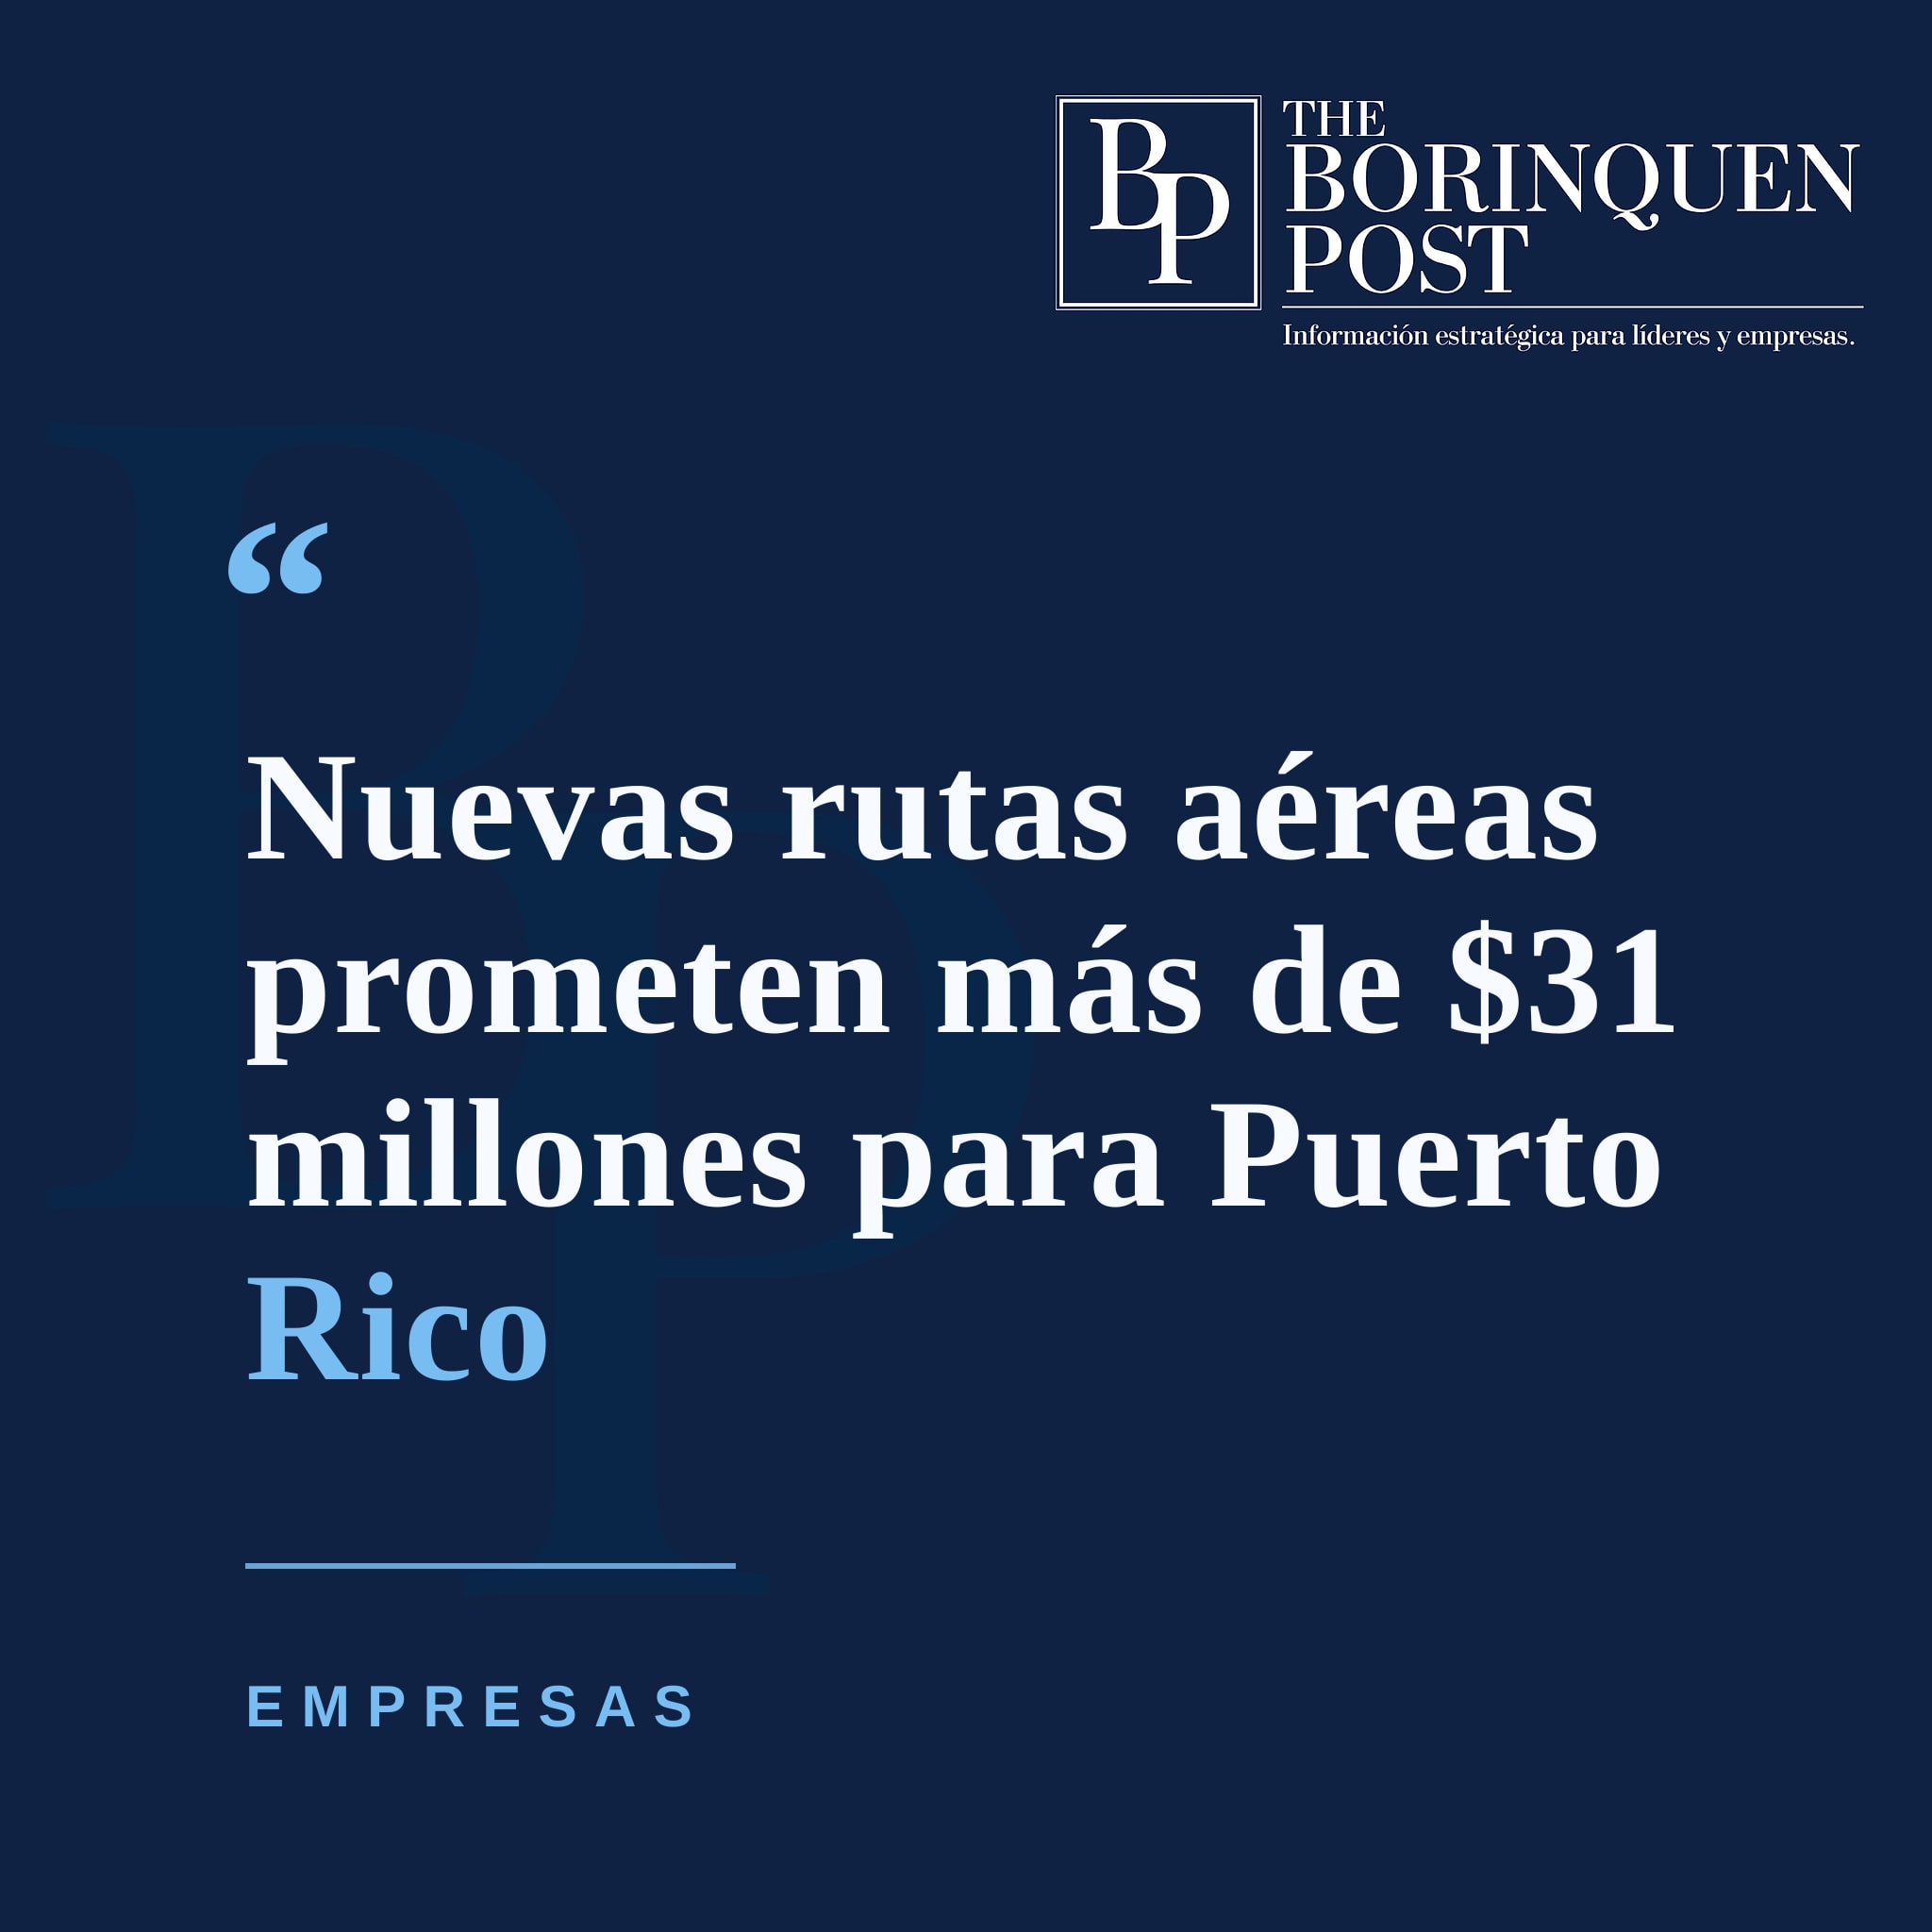 BP
THE
BORINQUEN
POST
Información estratégica para líderes y empresas.
“
Nuevas rutas aéreas
prometen más de $31
millones para Puerto
Rico
EMPRESAS